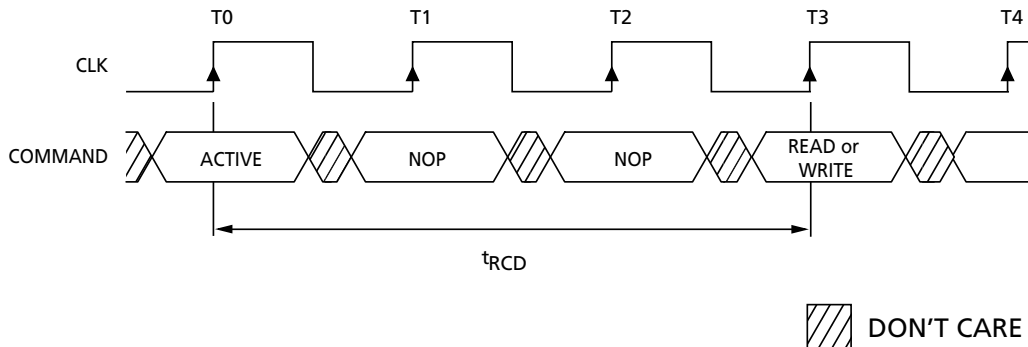 T0 T1 T2 T3 T4
CLK
COMMAND ACTIVE NOP NOP READ or
WRITE
tRCD
DON'T CARE